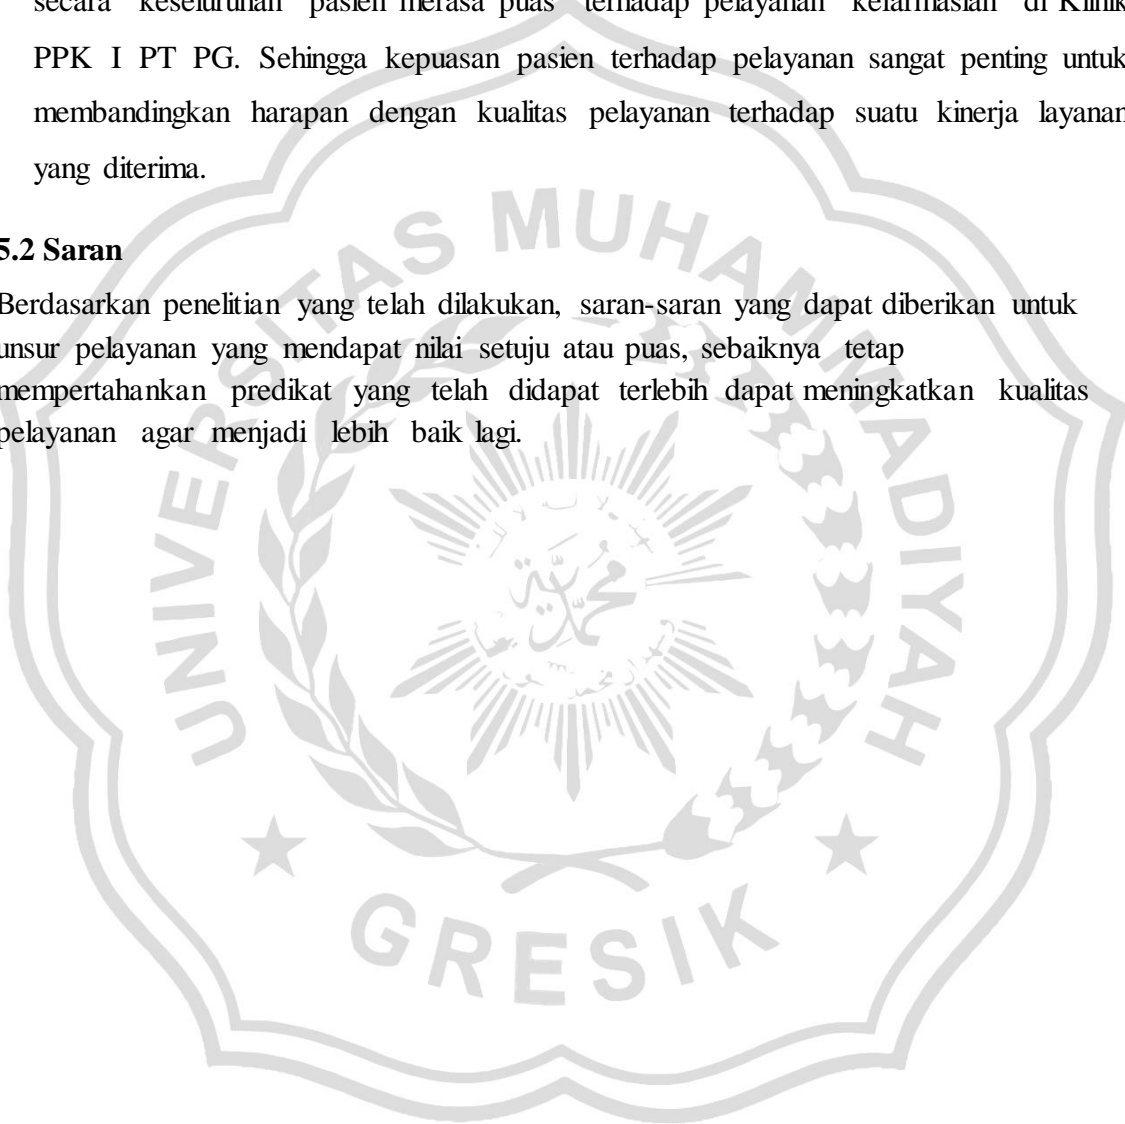 secara keseluruhan pasien merasa puas terhadap pelayanan kefarmasian di Klinik
PPK I PT PG. Sehingga kepuasan pasien terhadap pelayanan sangat penting untuk
membandingkan harapan dengan kualitas pelayanan terhadap suatu kinerja layanan
yang diterima.
5.2 Saran
Berdasarkan penelitian yang telah dilakukan, saran-saran yang dapat diberikan untuk
unsur pelayanan yang mendapat nilai setuju atau puas, sebaiknya tetap
mempertahankan predikat yang telah didapat terlebih dapat meningkatkan kualitas
pelayanan agar menjadi lebih baik lagi.
UNIVERSITAS MUHAMMADIYAH
GRESIK